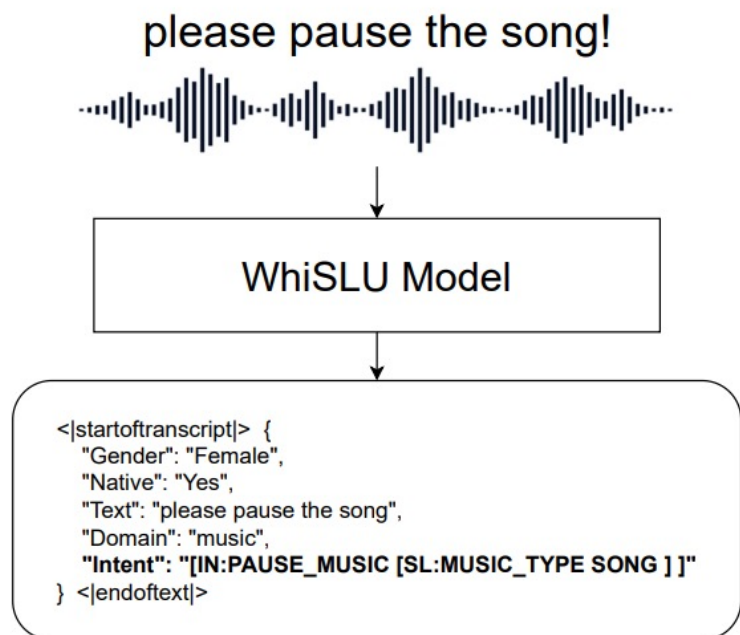 please pause the song!
WhiSLU Model
<|startoftranscript|> {
"Gender": "Female",
"Native": "Yes",
"Text": "please pause the song",
"Domain": "music",
"Intent": "[IN:PAUSE_MUSIC [SL:MUSIC_TYPE SONG ] ]"
} <|endoftext|>